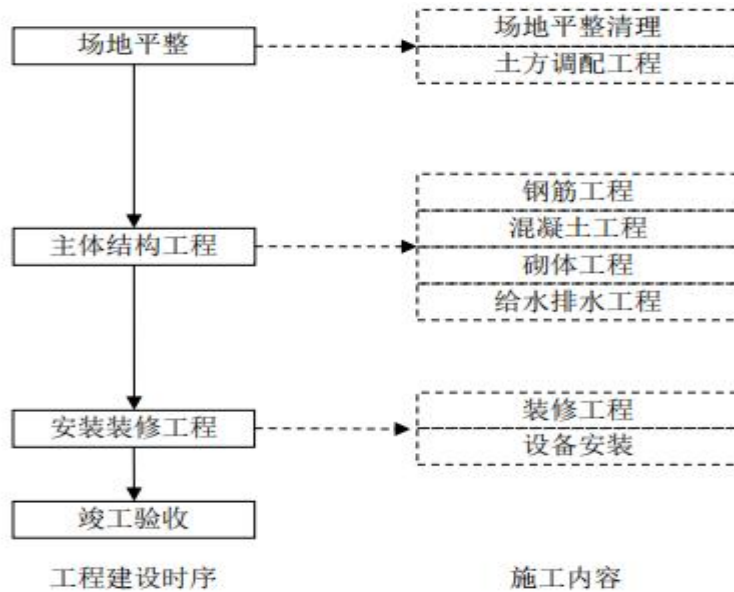 场地平整
场地平整清理
土方调配工程
主体结构工程
钢筋工程
混凝土工程
砌体工程
给水排水工程
安装装修工程
装修工程
设备安装
竣工验收
工程建设时序
施工内容